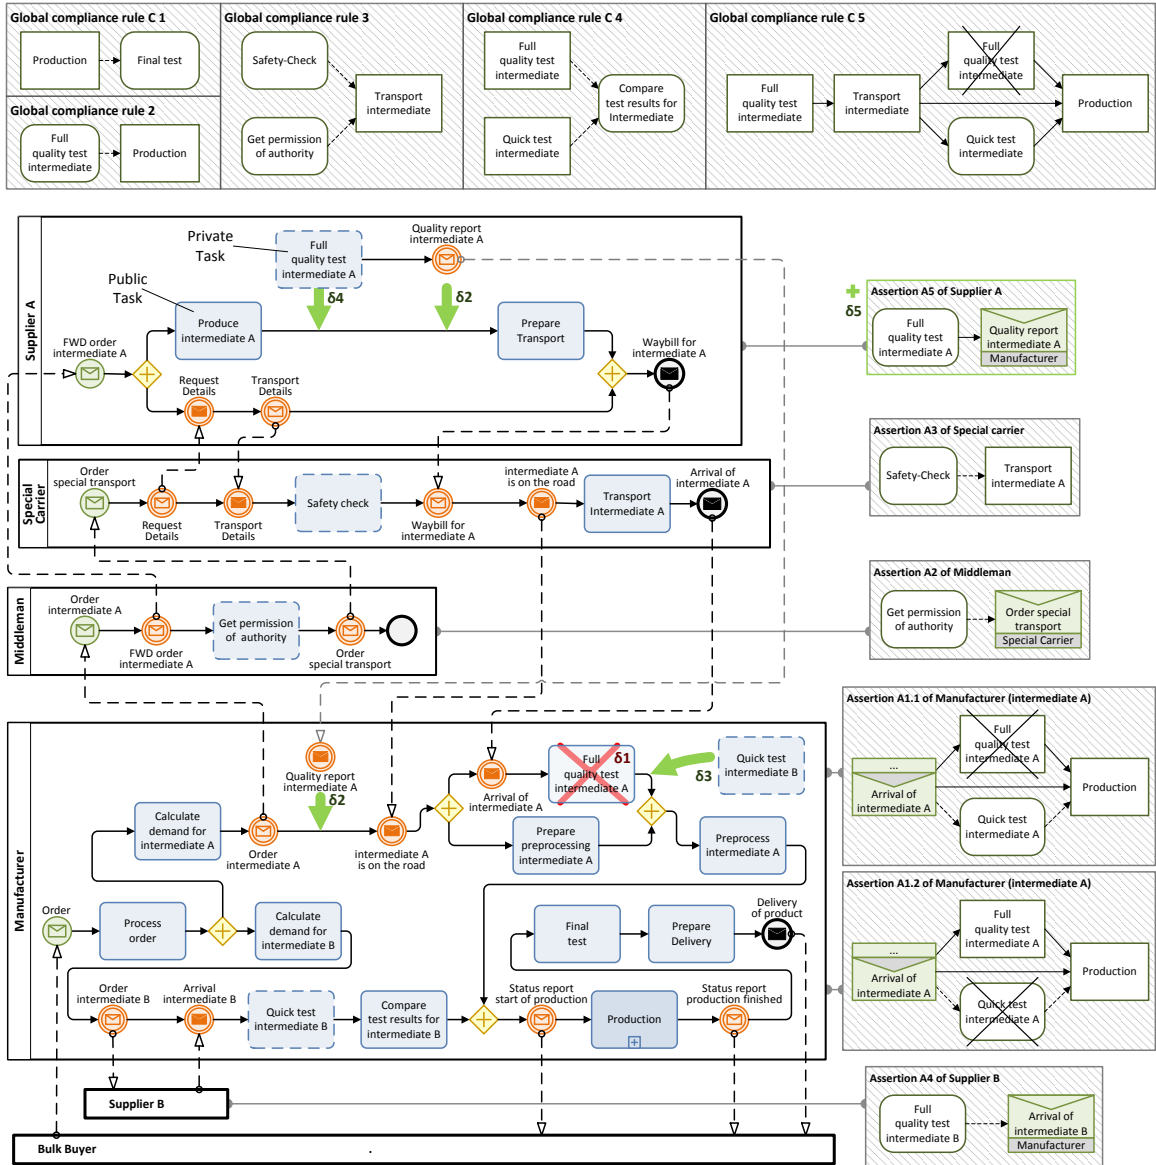 Global compliance rule C 1
Production
Final test
Global compliance rule 2
Full
quality test
intermediate
Production
Global compliance rule 3
Safety-Check
Get permission
of authority
Transport
intermediate
Global compliance rule C 4
Full
quality test
intermediate
Quick test
intermediate
Compare
test results for
Intermediate
Global compliance rule C 5
Full
quality test
intermediate
Transport
intermediate
Full
quality test
intermediate
Quick test
intermediate
Production
Supplier A
Private
Task
Public
Task
Full
quality test
intermediate A
Quality report
intermediate A
δ4
δ2
FWD order
intermediate A
Produce
intermediate A
Prepare
Transport
Waybill for
intermediate A
Request
Details
Transport
Details
δ5
Assertion A5 of Supplier A
Full
quality test
intermediate A
Quality report
intermediate A
Manufacturer
Special
Carrier
Order
special transport
Request
Details
Transport
Details
Safety check
Waybill for
intermediate A
intermediate A
is on the road
Transport
Intermediate A
Arrival of
intermediate A
Assertion A3 of Special carrier
Safety-Check
Transport
intermediate A
Middleman
Order
intermediate A
FWD order
intermediate A
Get permission
of authority
Order
special transport
Assertion A2 of Middleman
Get permission
of authority
Order special
transport
Special Carrier
Manufacturer
Quality report
intermediate A
δ2
Calculate
demand for
intermediate A
Order
intermediate A
intermediate A
is on the road
Arrival of
intermediate A
Full
quality test
intermediate A
δ1
δ3
Quick test
intermediate B
Prepare
preprocessing
intermediate A
Preprocess
intermediate A
Order
Process
order
Calculate
demand for
intermediate B
Final
test
Prepare
Delivery
Delivery
of product
Order
intermediate B
Arrival
intermediate B
Quick test
intermediate B
Compare
test results for
intermediate B
Status report
start of production
Production
Status report
production finished
Assertion A1.1 of Manufacturer (intermediate A)
...
Arrival of
intermediate A
Full
quality test
intermediate A
Quick test
intermediate A
Production
Assertion A1.2 of Manufacturer (intermediate A)
...
Arrival of
intermediate A
Full
quality test
intermediate A
Quick test
intermediate A
Production
Supplier B
Assertion A4 of Supplier B
Full
quality test
intermediate B
Arrival of
intermediate B
Manufacturer
Bulk Buyer
.